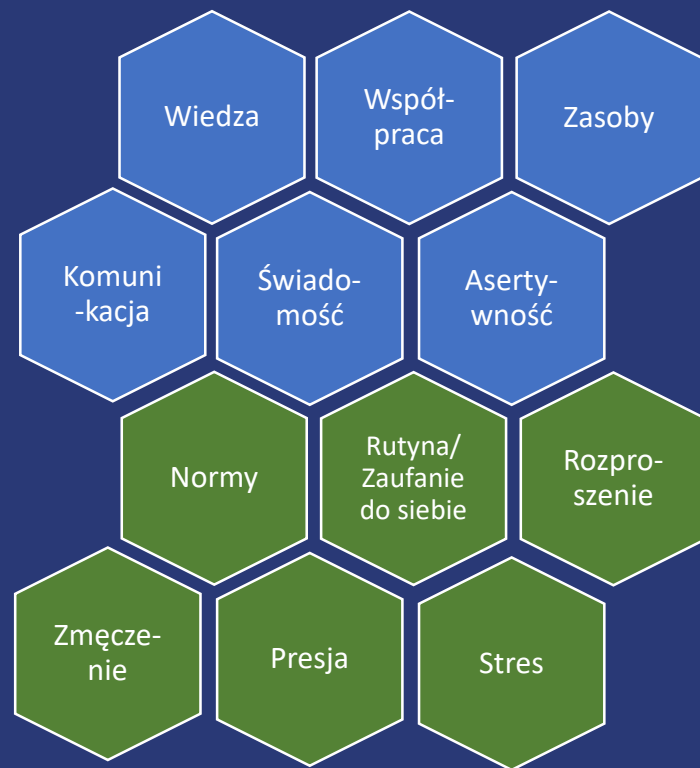 Wiedza
Współ-
praca
Zasoby
Komuni
-kacja
Świado-
mość
Aserty-
wność
Normy
Rutyna/
Zaufanie
do siebie
Rozpro-
szenie
Zmęcze-
nie
Presja
Stres